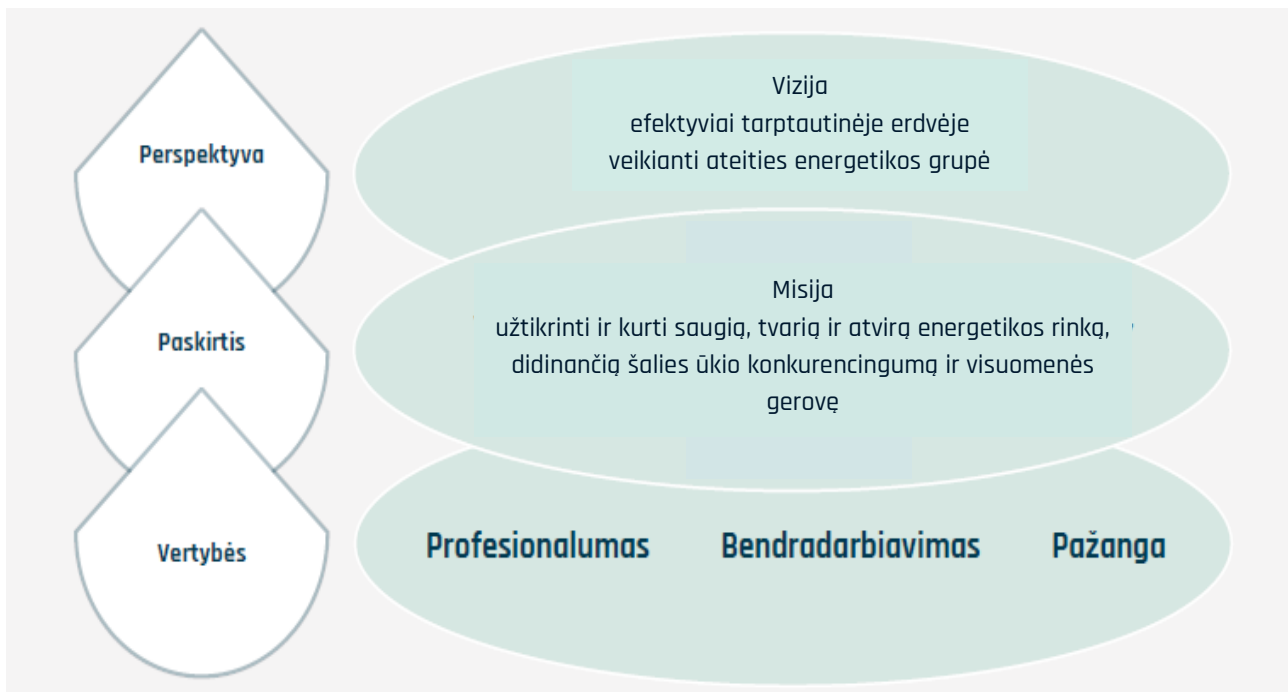 Perspektyva
Vizija
efektyviai tarptautinėje erdvėje
veikianti ateities energetikos grupė
Paskirtis
Misija
užtikrinti ir kurti saugią, tvarią ir atvirą energetikos rinką,
didinančią šalies ūkio konkurencingumą ir visuomenės
gerovę
Vertybės
Profesionalumas Bendradarbiavimas Pažanga